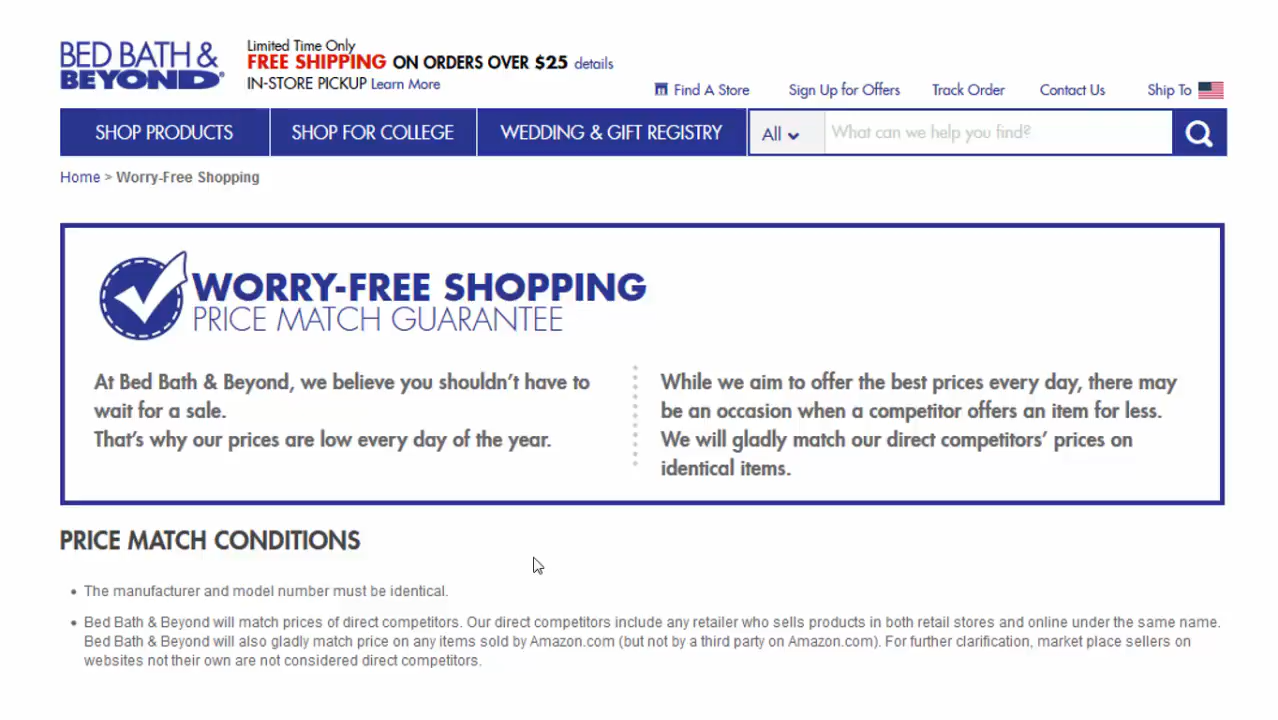 BED BATH &
BEYOND®
Limited Time Only
FREE SHIPPING ON ORDERS OVER $25 details
IN-STORE PICKUP Learn More
Find A Store Sign Up for Offers Track Order Contact Us Ship To
SHOP PRODUCTS SHOP FOR COLLEGE WEDDING & GIFT REGISTRY All What can we help you find?
Home > Worry-Free Shopping
WORRY-FREE SHOPPING
PRICE MATCH GUARANTEE
At Bed Bath & Beyond, we believe you shouldn't have to
wait for a sale.
That's why our prices are low every day of the year.
While we aim to offer the best prices every day, there may
be an occasion when a competitor offers an item for less.
We will gladly match our direct competitors' prices on
identical items.
PRICE MATCH CONDITIONS
• The manufacturer and model number must be identical.
• Bed Bath & Beyond will match prices of direct competitors. Our direct competitors include any retailer who sells products in both retail stores and online under the same name.
Bed Bath & Beyond will also gladly match price on any items sold by Amazon.com (but not by a third party on Amazon.com). For further clarification, market place sellers on
websites not their own are not considered direct competitors.